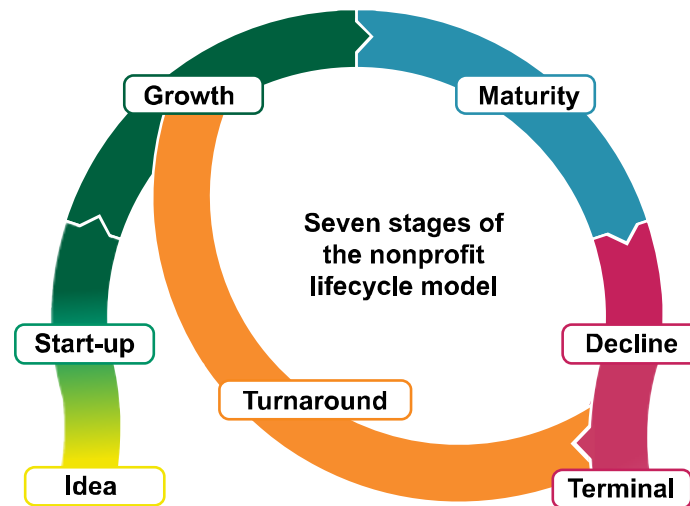 Growth
Maturity
Seven stages of
the nonprofit
lifecycle model
Start-up
Decline
Turnaround
Idea
Terminal